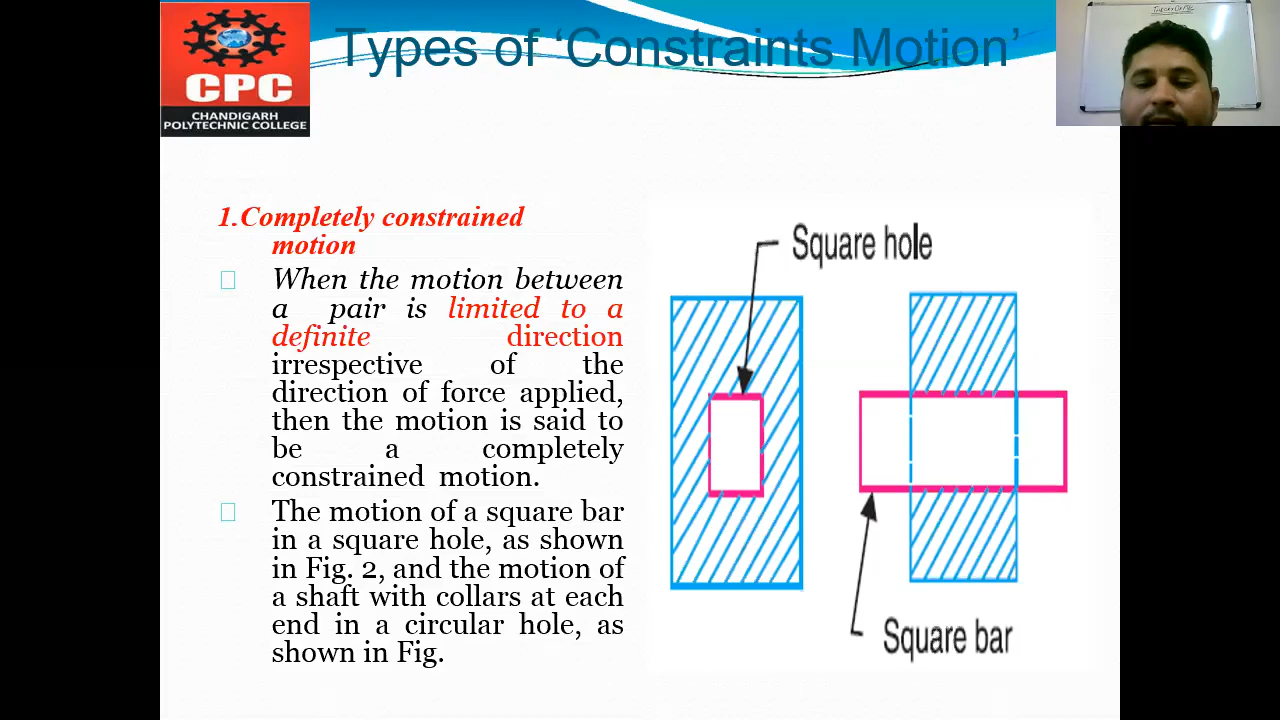 Types of ‘Constraints Motion’
CPC
CHANDIGARH
POLYTECHNIC COLLEGE
1.Completely constrained
motion
When the motion between
a pair is limited to a
definite direction
irrespective of the
direction of force applied,
then the motion is said to
be a completely
constrained motion.
The motion of a square bar
in a square hole, as shown
in Fig. 2, and the motion of
a shaft with collars at each
end in a circular hole, as
shown in Fig.
Square hole
Square bar